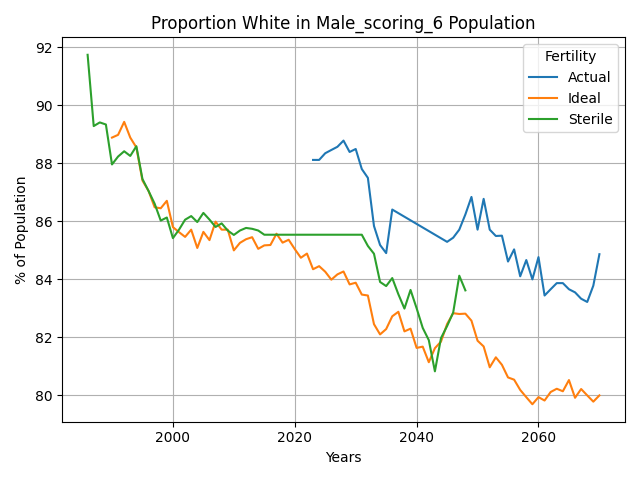 Proportion White in Male_scoring_6 Population
Fertility
Actual
Ideal
Sterile
% of Population
92
90
88
86
84
82
80
2000
2020
2040
2060
Years